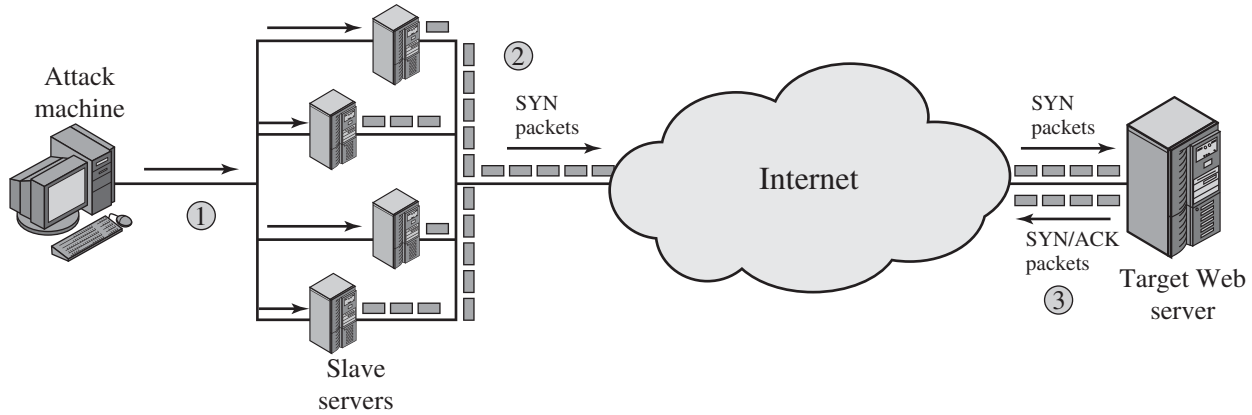 Attack
machine
1
Slave
servers
2
SYN
packets
Internet
SYN
packets
SYN/ACK
packets
3
Target Web
server